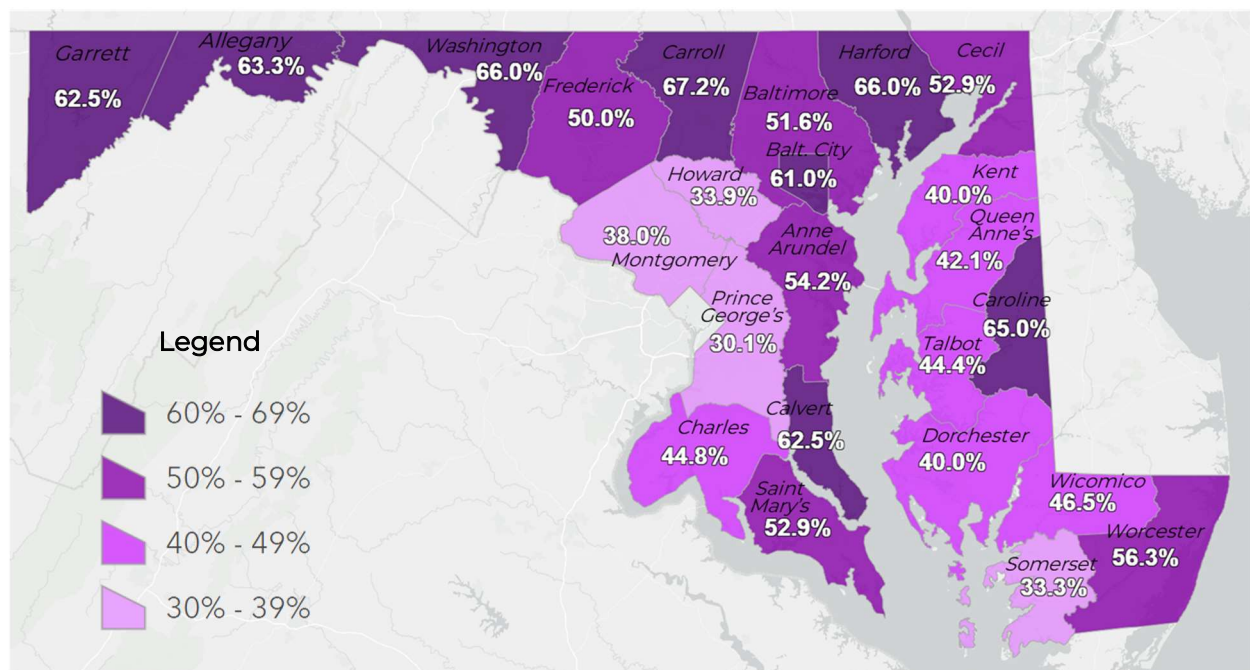 Garrett
62.5%
Allegany
63.3%
Washington
66.0%
Frederick
50.0%
Carroll
67.2%
Baltimore
51.6%
Harford
66.0%
Cecil
52.9%
Balt. City
61.0%
Howard
33.9%
Kent
40.0%
38.0%
Montgomery
Anne
Arundel
54.2%
Queen
Anne's
42.1%
Prince
George's
30.1%
Caroline
65.0%
Talbot
44.4%
Calvert
62.5%
Charles
44.8%
Dorchester
40.0%
Saint
Mary's
52.9%
Wicomico
46.5%
Worcester
56.3%
Somerset
33.3%
Legend
60% - 69%
50% - 59%
40% - 49%
30% - 39%